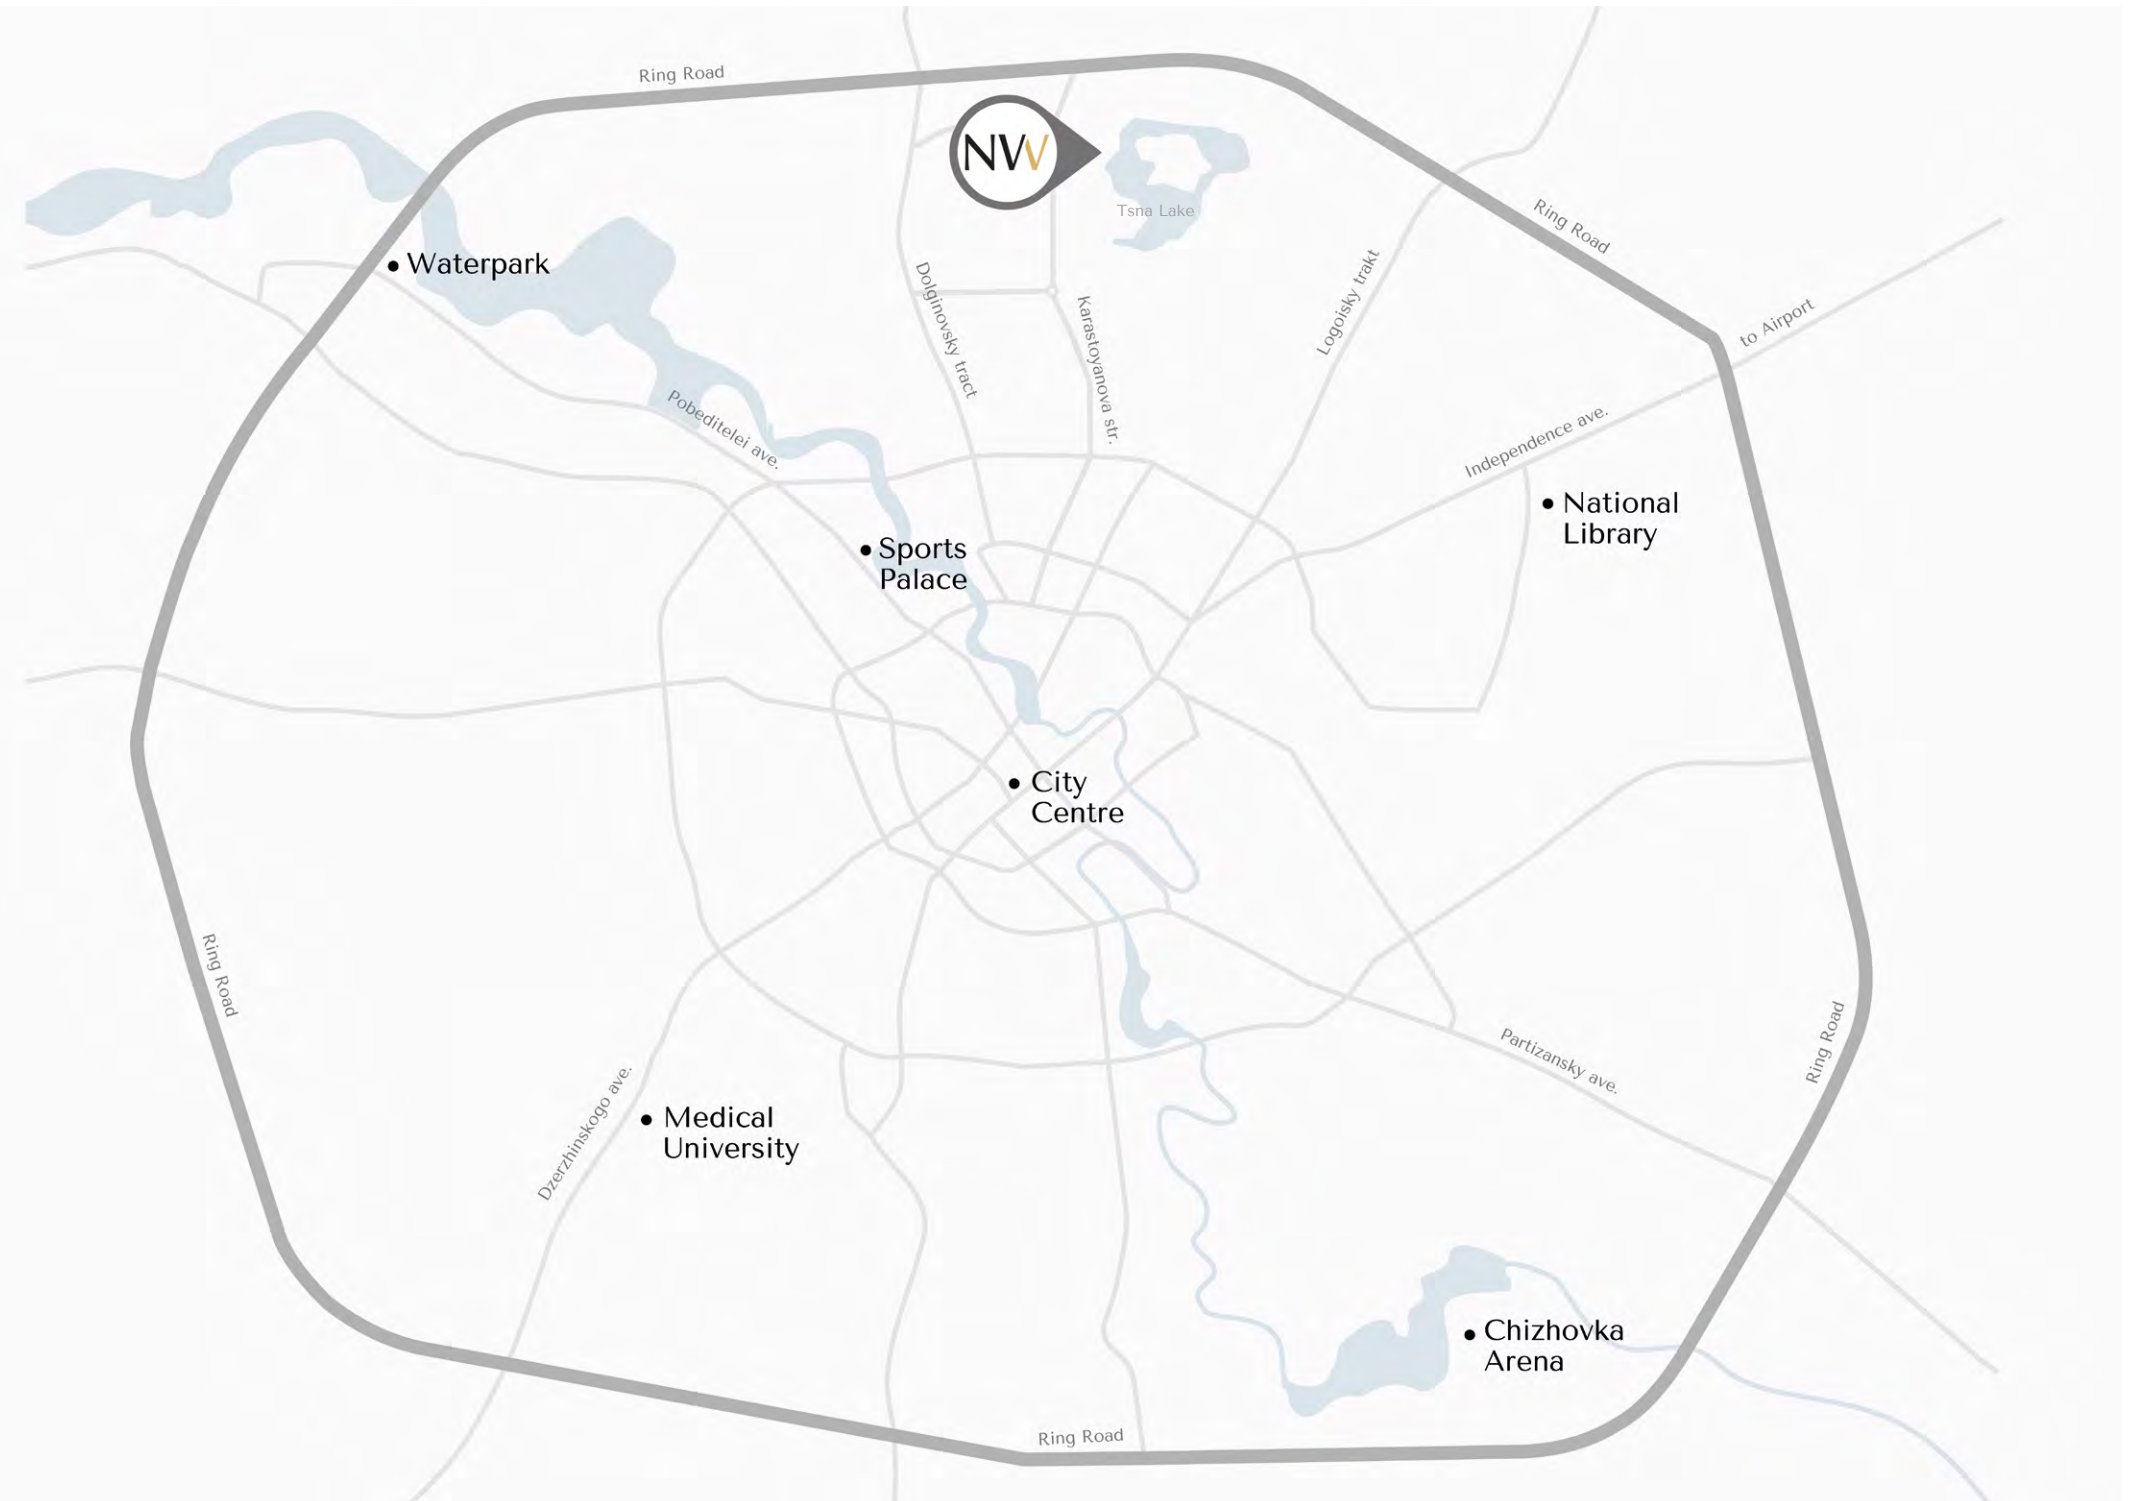 Ring Road
NW
Tsna Lake
Ring Road
Waterpark
Dolginovsky tract
Karastoyanova str.
Logoisky trakt
to Airport
Pobeditelei ave.
Independence ave.
National
Library
Sports
Palace
City
Centre
Ring Road
Ring Road
Partizansky ave.
Dzerzhinskogo ave.
Medical
University
Chizhovka
Arena
Ring Road